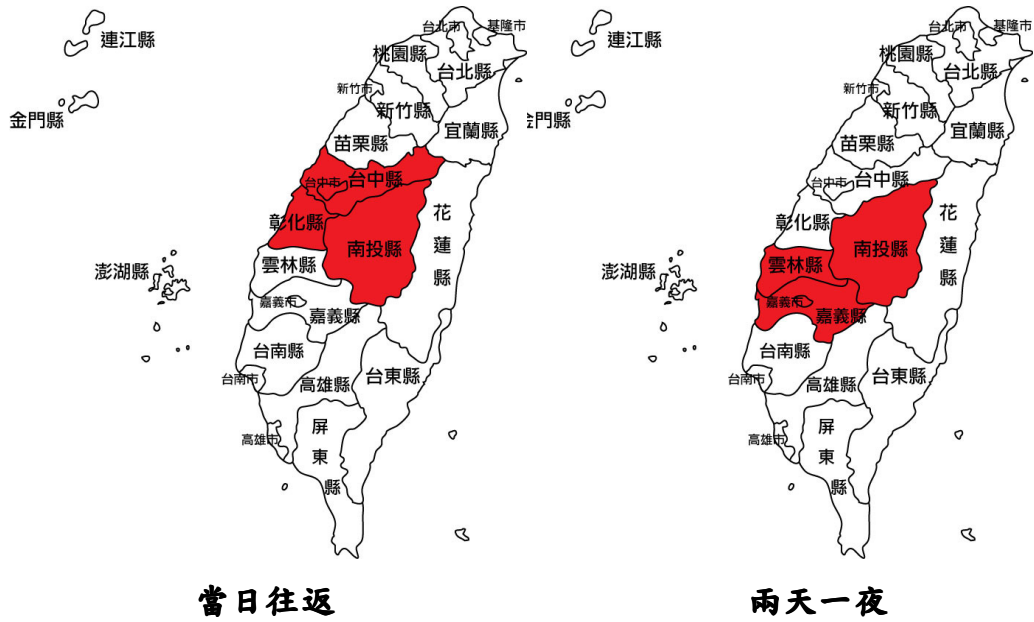 連江縣
金門縣
台北市
基隆市
桃園縣
台北縣
新竹市
新竹縣
宜蘭縣
苗栗縣
台中市
台中縣
彰化縣
花蓮縣
南投縣
雲林縣
澎湖縣
嘉義市
嘉義縣
台南縣
台南市
高雄縣
台東縣
高雄市
屏東縣
當日往返
連江縣
金門縣
台北市
基隆市
桃園縣
台北縣
新竹市
新竹縣
宜蘭縣
苗栗縣
台中市
台中縣
彰化縣
花蓮縣
南投縣
雲林縣
澎湖縣
嘉義市
嘉義縣
台南縣
台南市
高雄縣
台東縣
高雄市
屏東縣
兩天一夜